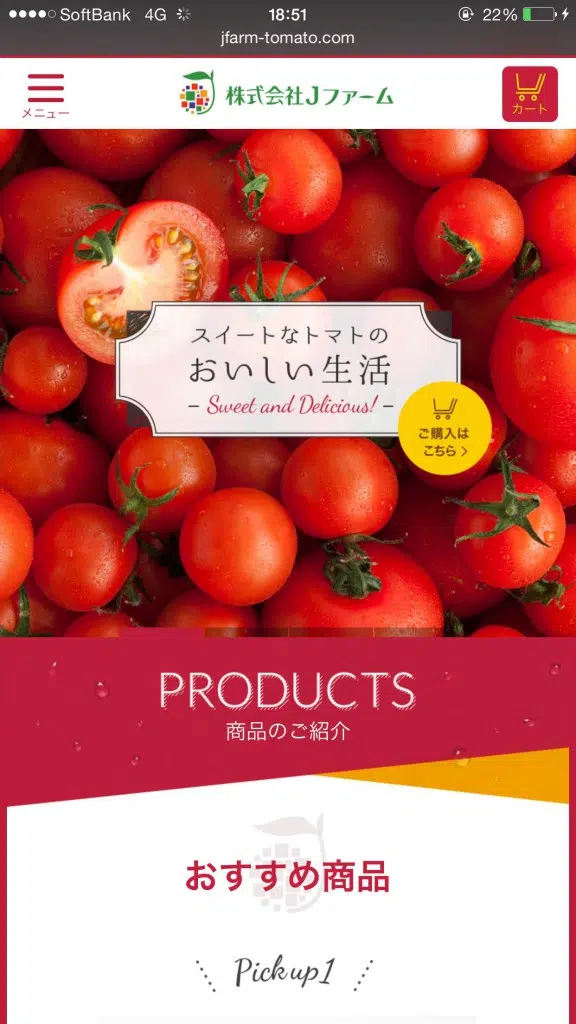 SoftBank 4G 18:51 22%
jfarm-tomato.com
メニュー
株式会社Jファーム
カート
スイートなトマトの
おいしい生活
– Sweet and Delicious! –
ご購入は
こちら
PRODUCTS
商品のご紹介
おすすめ商品
Pick up1